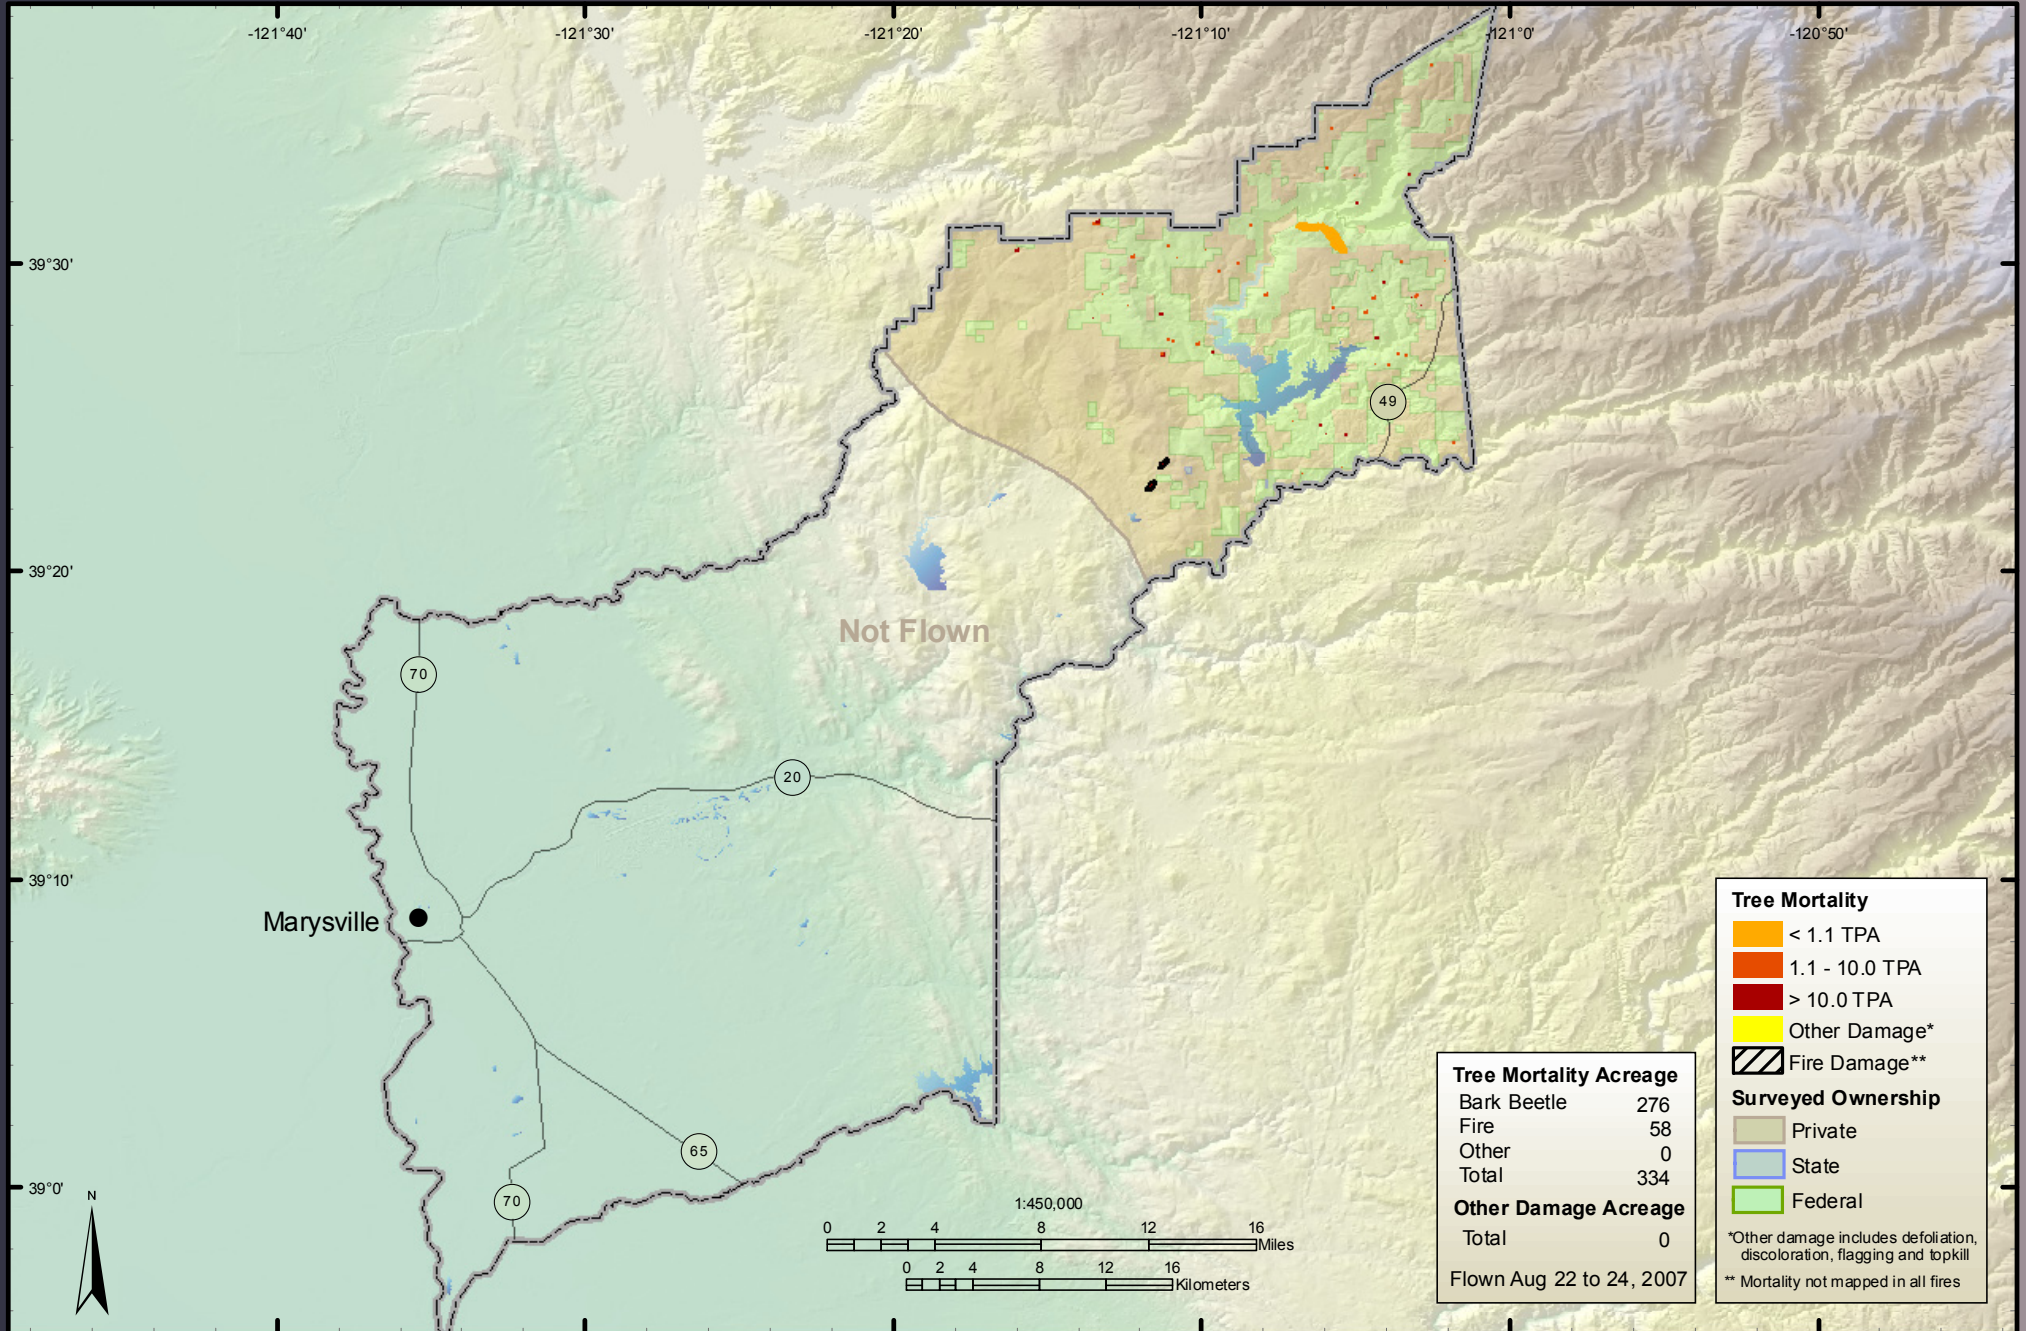 -121°40'
-121°30'
-121°20'
-121°10'
-121°0'
-120°50'
39°30'
49
39°20'
Not Flown
70
20
39°10'
Marysville
65
39°0'
70
N
1:450,000
0 2 4 8 12 16
Miles
0 2 4 8 12 16
Kilometers
Tree Mortality Acreage
Bark Beetle 276
Fire 58
Other 0
Total 334
Other Damage Acreage
Total 0
Flown Aug 22 to 24, 2007
Tree Mortality
< 1.1 TPA
1.1 - 10.0 TPA
> 10.0 TPA
Other Damage*
Fire Damage**
Surveyed Ownership
Private
State
Federal
*Other damage includes defoliation,
discoloration, flagging and topkill
** Mortality not mapped in all fires